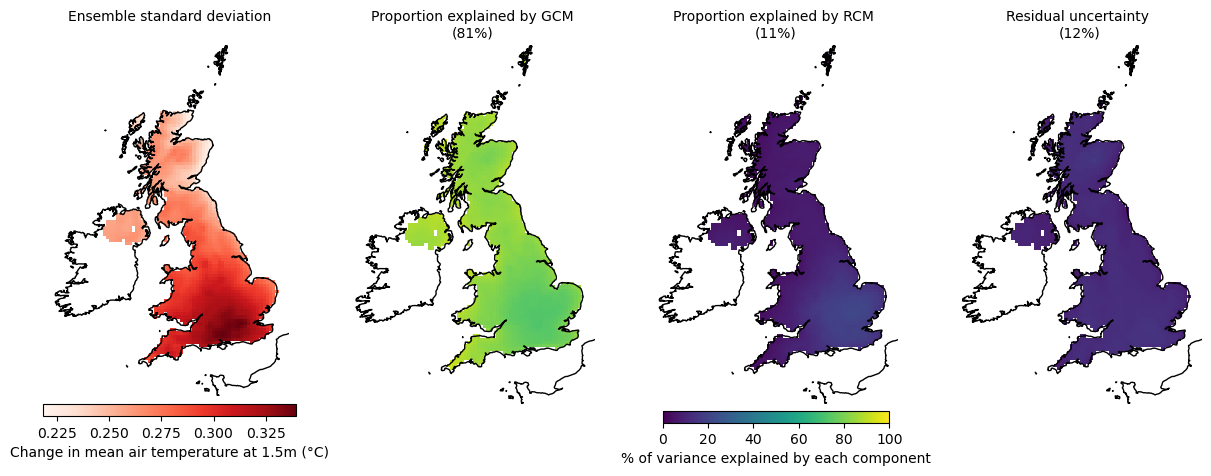 Ensemble standard deviation
Proportion explained by GCM
(81%)
Proportion explained by RCM
(11%)
Residual uncertainty
(12%)
0.225 0.250 0.275 0.300 0.325
Change in mean air temperature at 1.5m (°C)
0 20 40 60 80 100
% of variance explained by each component